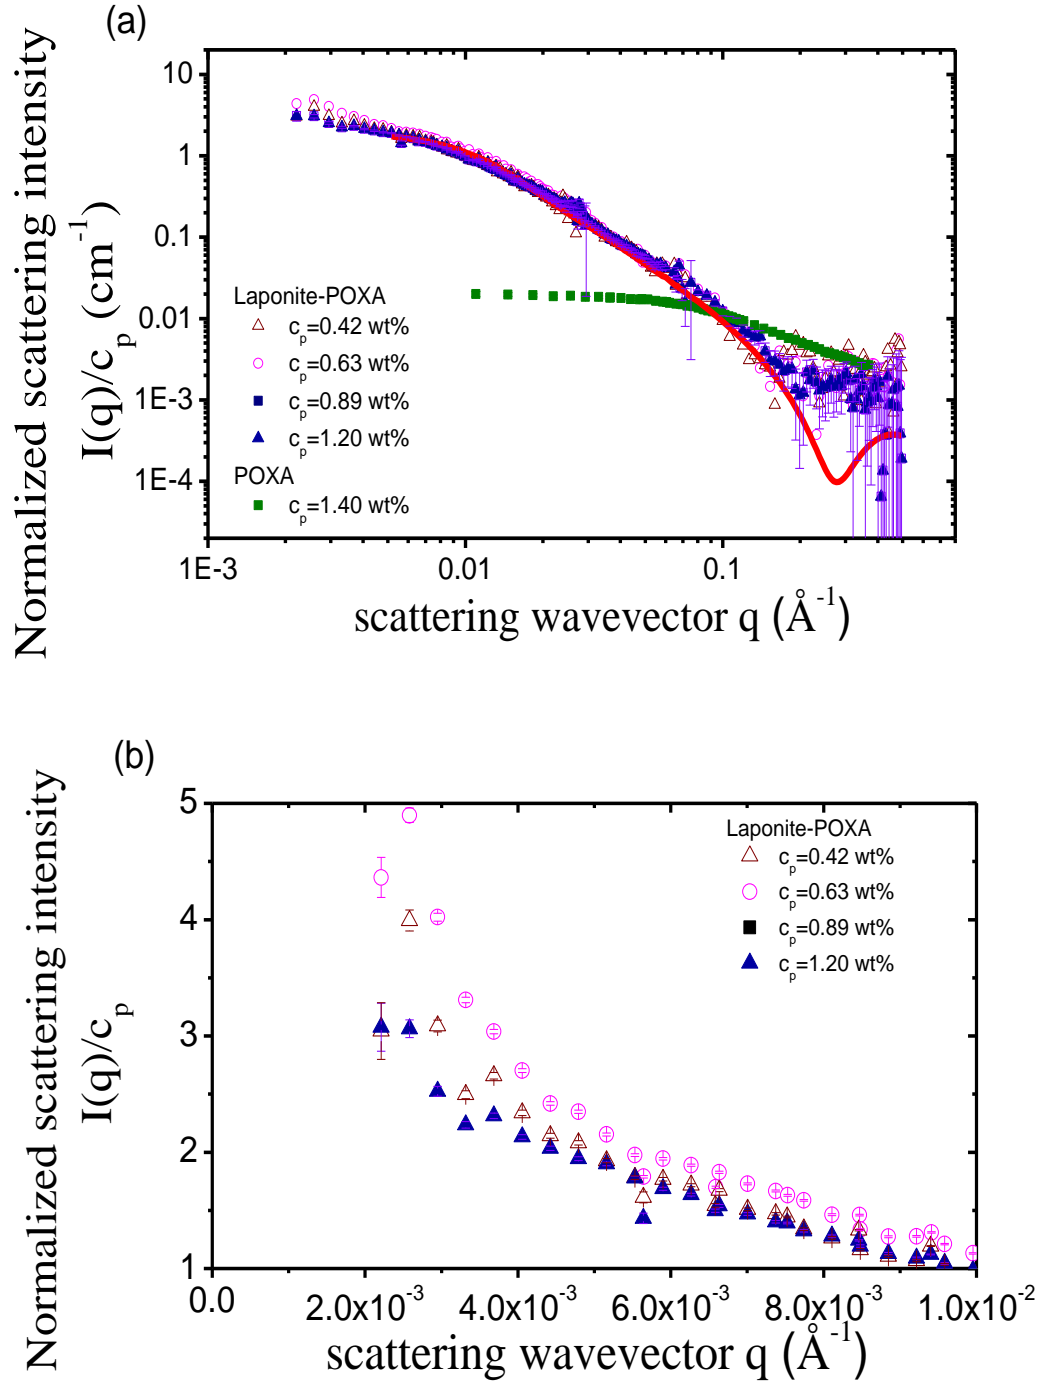 (a)
Normalized scattering intensity
I(q)/c_p (cm^-1)
10
1
0.1
0.01
1E-3
1E-4
Laponite-POXA
c_p=0.42 wt%
c_p=0.63 wt%
c_p=0.89 wt%
c_p=1.20 wt%
POXA
c_p=1.40 wt%
1E-3 0.01 0.1
scattering wavevector q (Å^-1)
(b)
Normalized scattering intensity
I(q)/c_p
5
4
3
2
1
Laponite-POXA
c_p=0.42 wt%
c_p=0.63 wt%
c_p=0.89 wt%
c_p=1.20 wt%
0.0 2.0x10^-3 4.0x10^-3 6.0x10^-3 8.0x10^-3 1.0x10^-2
scattering wavevector q (Å^-1)